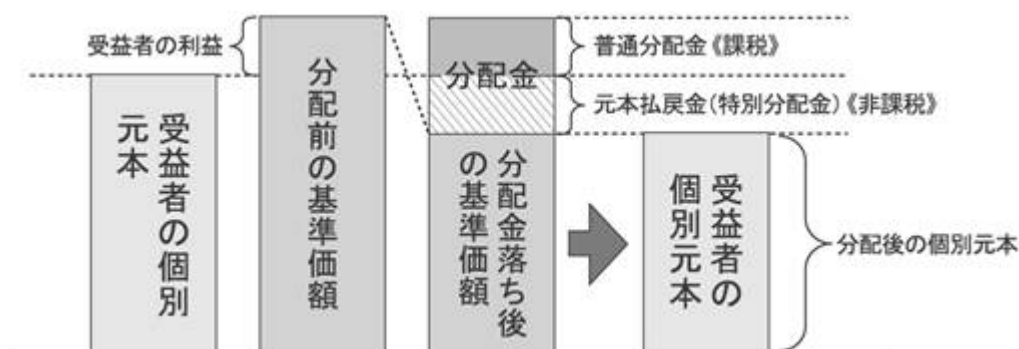 受益者の利益
受益者の個別
元本
分配前の基準価額
分配金
分配金落ち後
の基準価額
普通分配金《課税》
元本払戻金(特別分配金)《非課税》
受益者の
個別元本
分配後の個別元本